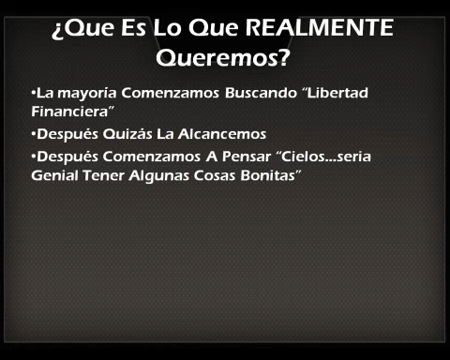 ¿Que Es Lo Que REALMENTE
Queremos?
•La mayoría Comenzamos Buscando “Libertad
Financiera”
•Después Quizás La Alcancemos
•Después Comenzamos A Pensar “Cielos...seria
Genial Tener Algunas Cosas Bonitas”